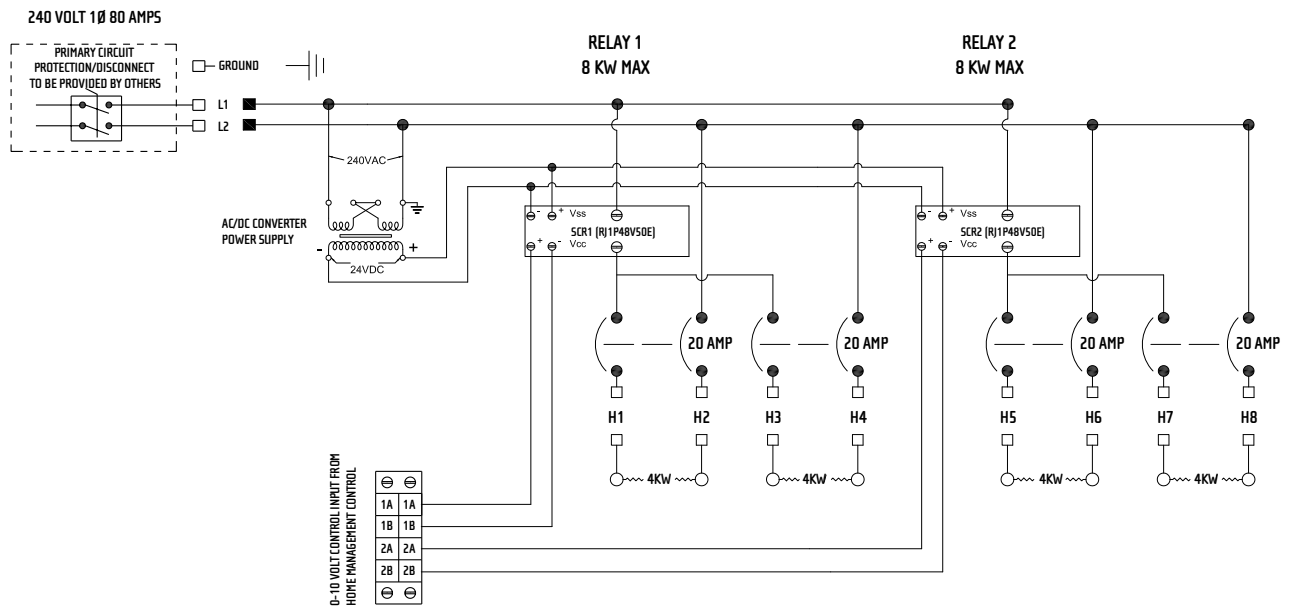 240 VOLT 1Ø 80 AMPS
PRIMARY CIRCUIT
PROTECTION/DISCONNECT
TO BE PROVIDED BY OTHERS
GROUND
L1
L2
RELAY 1
8 KW MAX
RELAY 2
8 KW MAX
240VAC
AC/DC CONVERTER
POWER SUPPLY
- +
24VDC
- + Vss
SCR1 (RJ1P48V50E)
+ - Vcc
- + Vss
SCR2 (RJ1P48V50E)
+ - Vcc
20 AMP
20 AMP
20 AMP
20 AMP
H1 H2 H3 H4 H5 H6 H7 H8
4KW 4KW 4KW 4KW
0-10 VOLT CONTROL INPUT FROM
HOME MANAGEMENT CONTROL
1A 1A
1B 1B
2A 2A
2B 2B